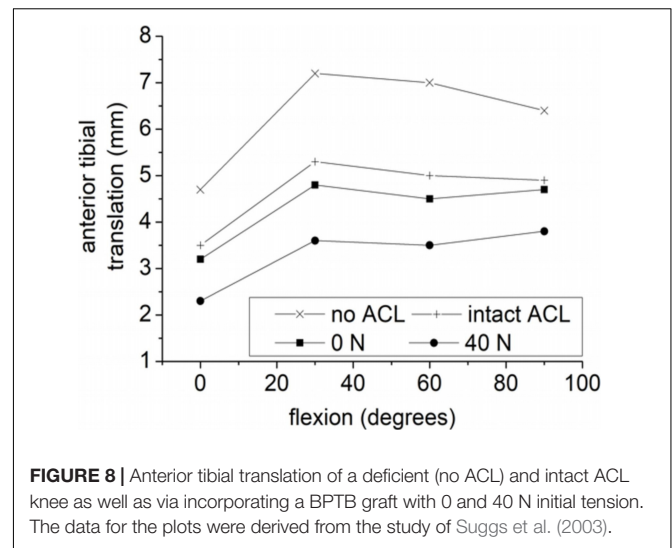 8
7
6
5
4
3
2
1
anterior tibial
translation (mm)
no ACL
intact ACL
0 N
40 N
0
20
40
60
80
100
flexion (degrees)
FIGURE 8 | Anterior tibial translation of a deficient (no ACL) and intact ACL
knee as well as via incorporating a BPTB graft with 0 and 40 N initial tension.
The data for the plots were derived from the study of Suggs et al. (2003).